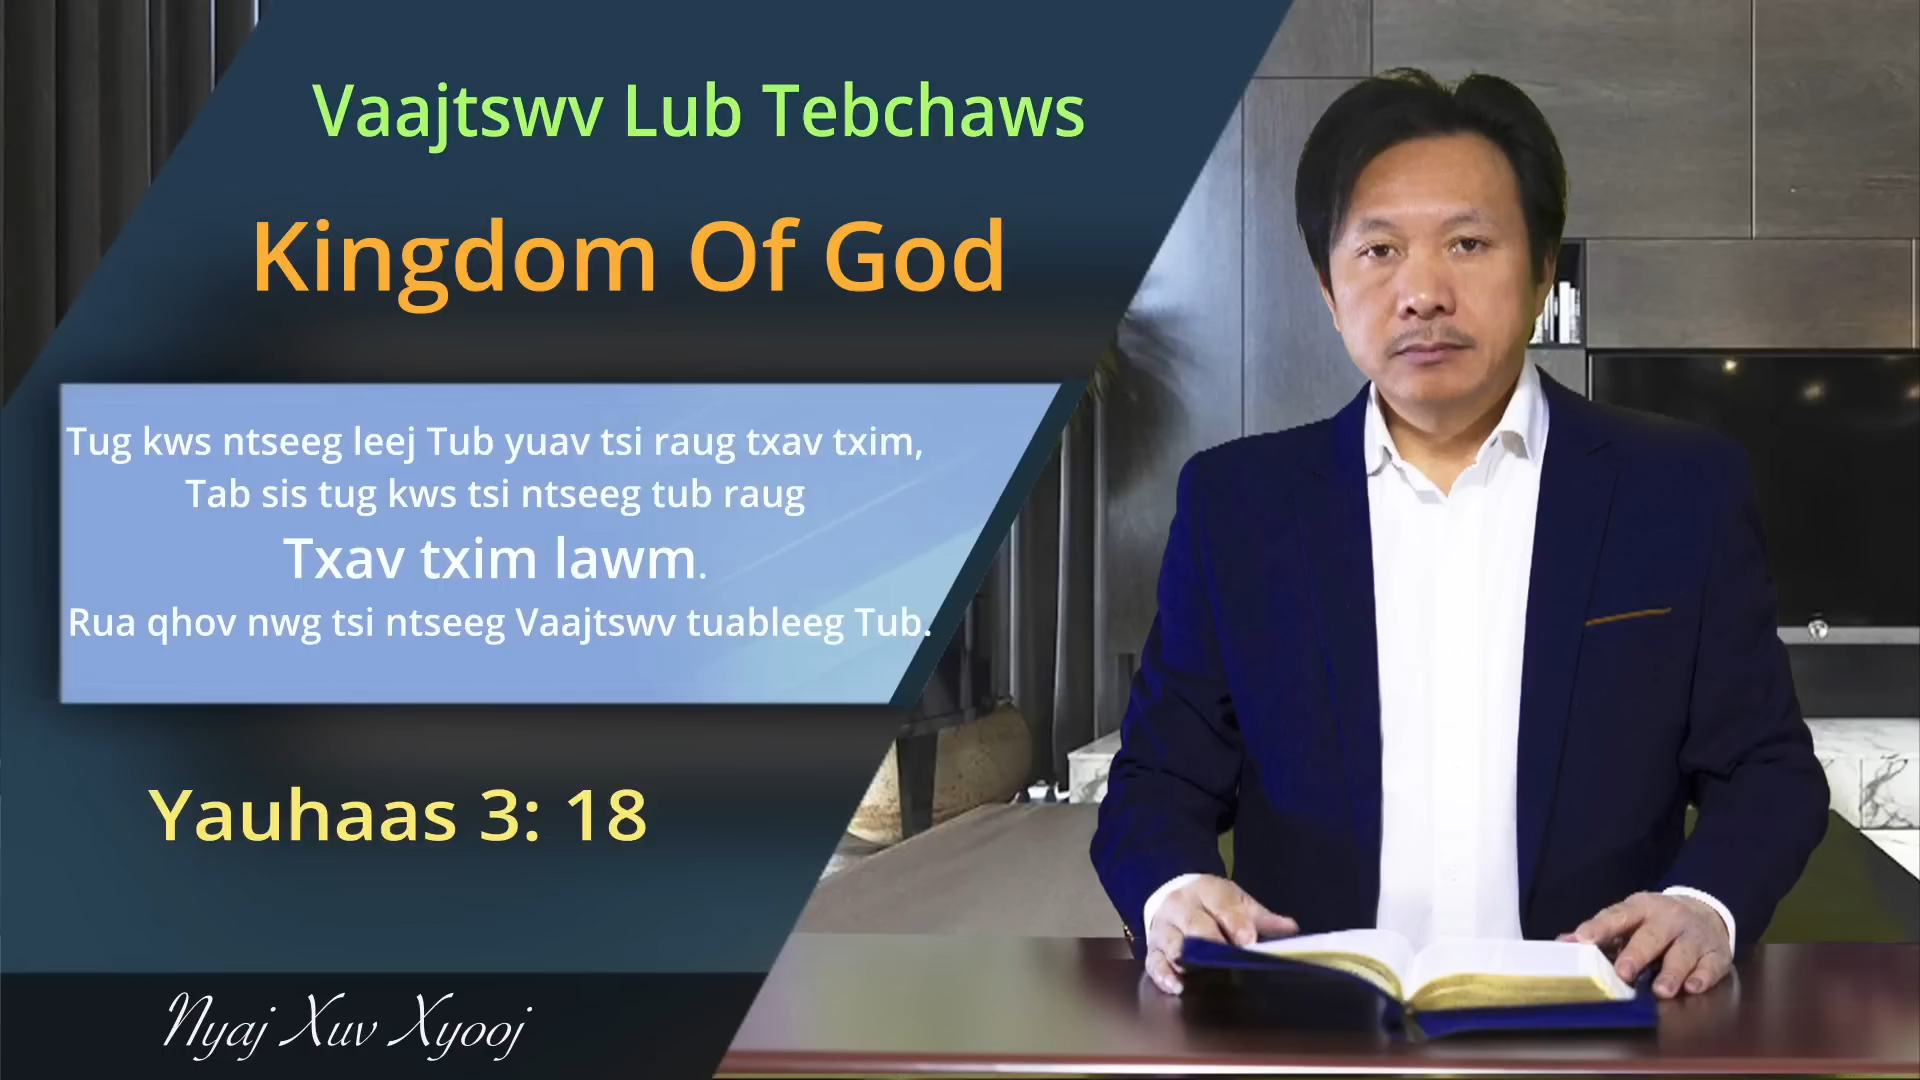 Vaajtswv Lub Tebchaws
Kingdom Of God
Tug kws ntseeg leej Tub yuav tsi raug txav txim,
Tab sis tug kws tsi ntseeg tub raug
Txav txim lawm.
Rua qhov nwg tsi ntseeg Vaajtswv tuableeg Tub.
Yauhaas 3: 18
Nyaj Xuv Xyooj